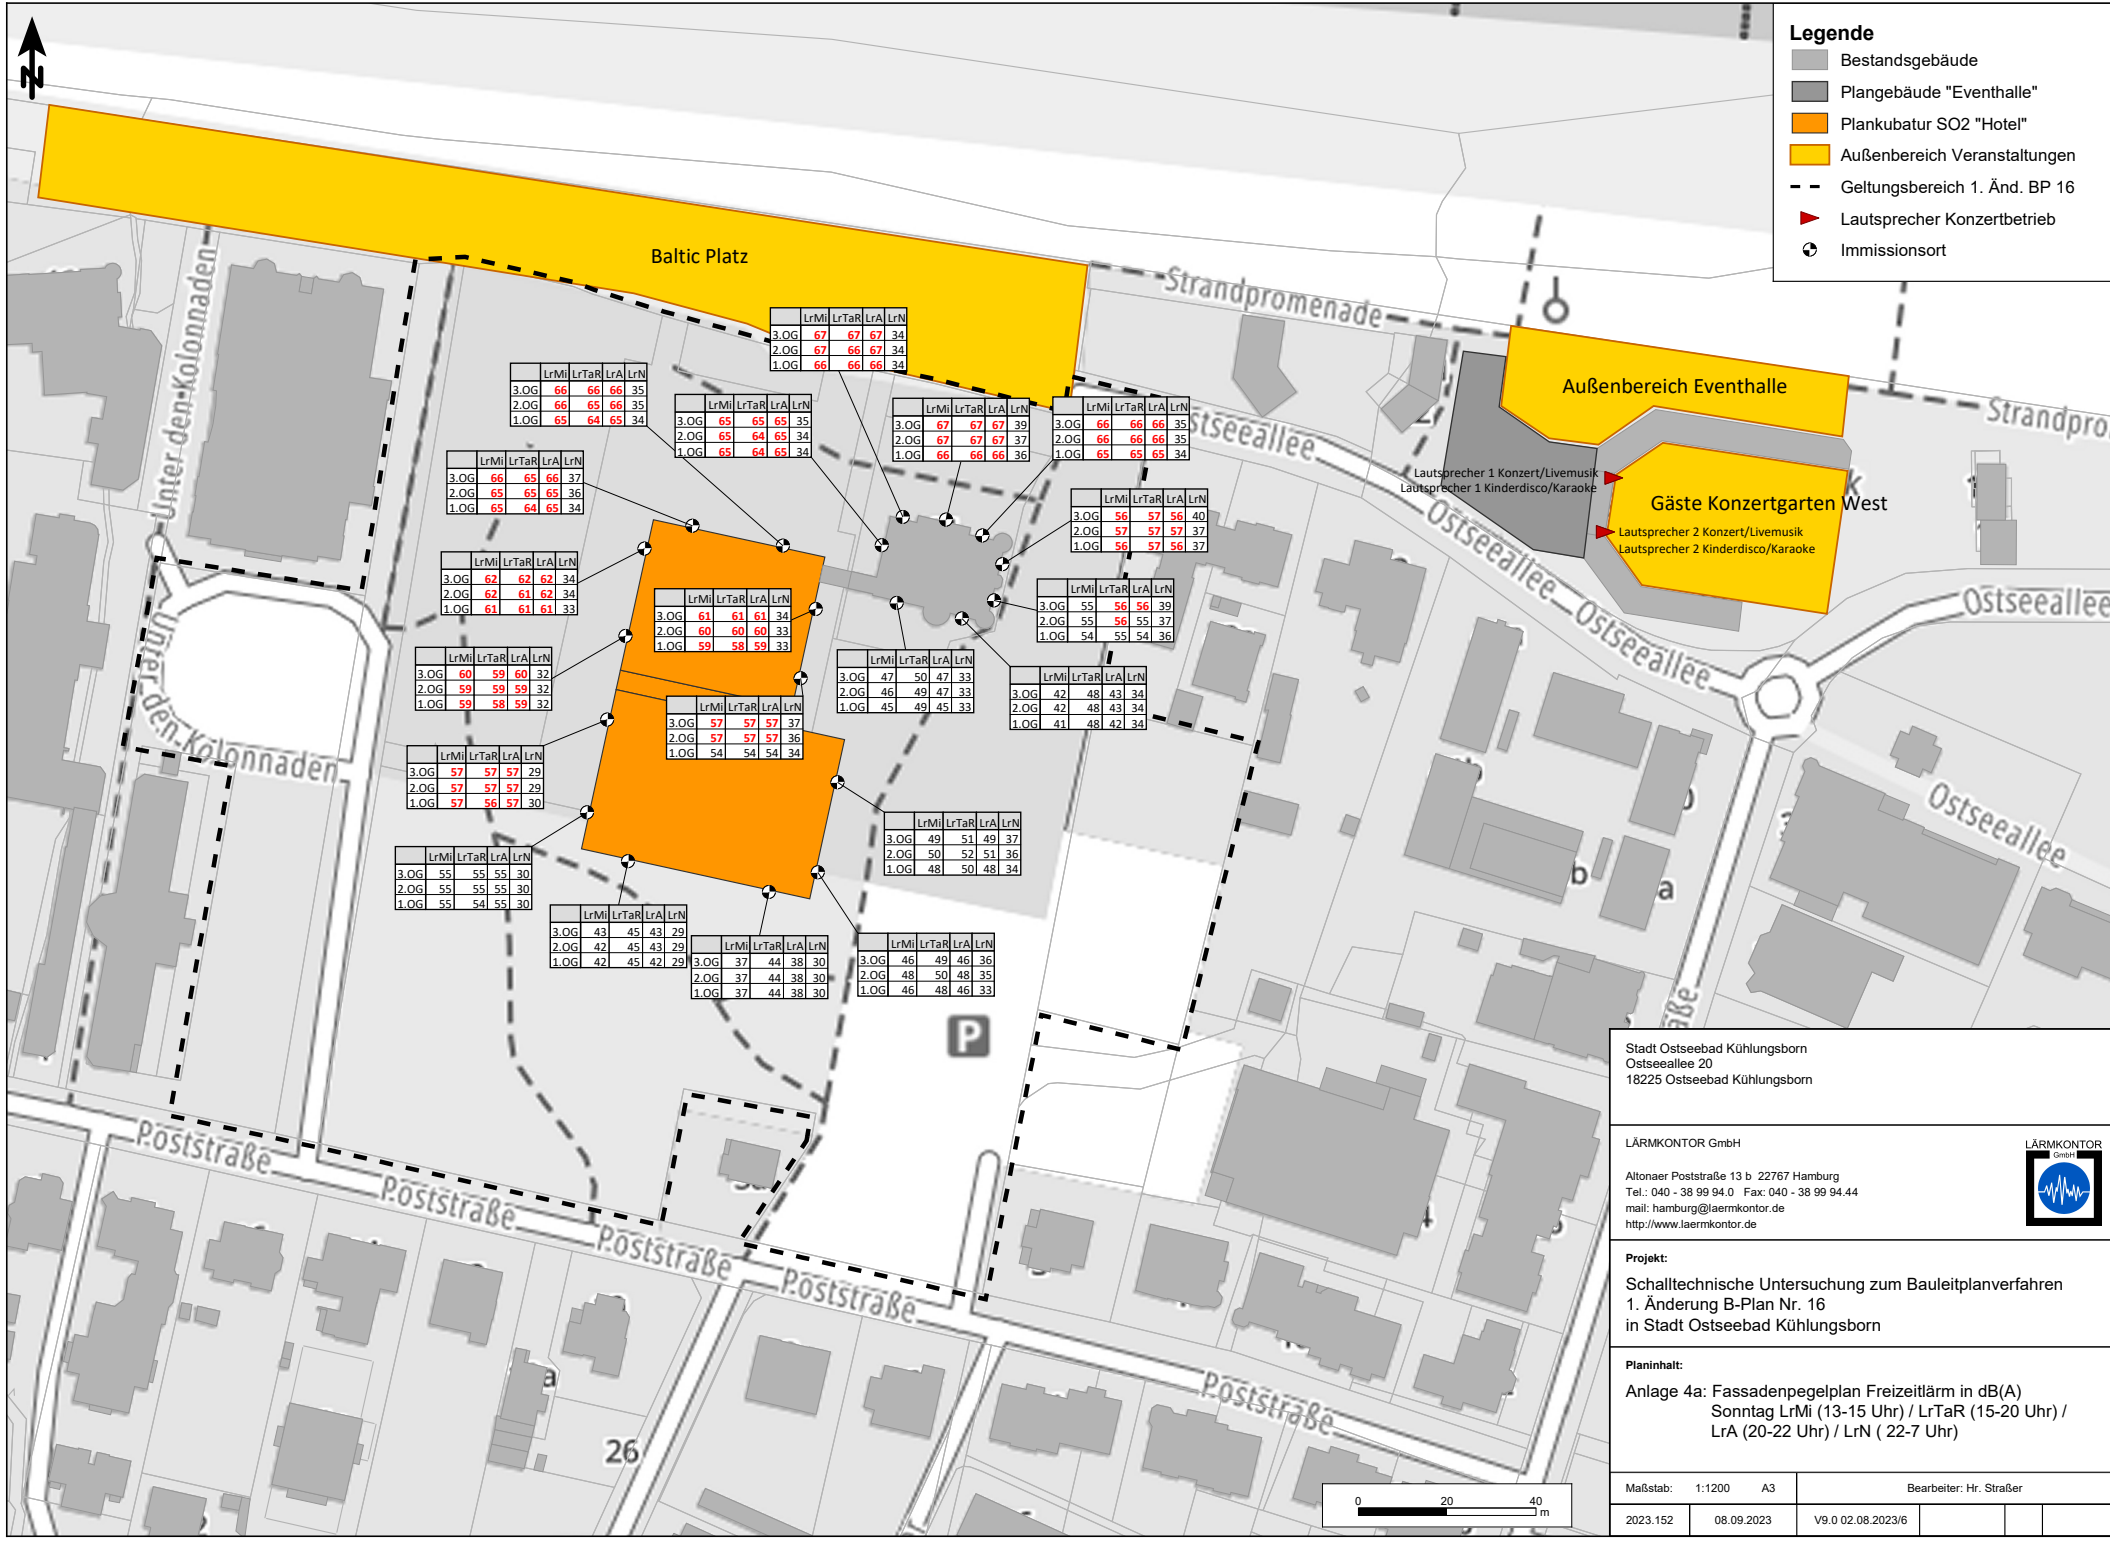 N
Legende
Bestandsgebäude
Plangebäude "Eventhalle"
Plankubatur SO2 "Hotel"
Außenbereich Veranstaltungen
Geltungsbereich 1. Änd. BP 16
Lautsprecher Konzertbetrieb
Immissionsort
Baltic Platz
Strandpromenade
Außenbereich Eventhalle
Strandpro
Unter-den-Kolonnaden
LrMi LrTaR LrA LrN
3.OG 67 67 67 34
2.OG 67 66 67 34
1.OG 66 66 66 34
LrMi LrTaR LrA LrN
3.OG 66 66 66 35
2.OG 66 65 66 35
1.OG 65 64 65 34
LrMi LrTaR LrA LrN
3.OG 65 65 65 35
2.OG 65 64 65 34
1.OG 65 64 65 34
LrMi LrTaR LrA LrN
3.OG 67 67 67 39
2.OG 67 67 67 37
1.OG 66 66 66 36
LrMi LrTaR LrA LrN
3.OG 66 66 66 35
2.OG 66 66 66 35
1.OG 65 65 65 34
stseeallee
LrMi LrTaR LrA LrN
3.OG 66 65 66 37
2.OG 65 65 65 36
1.OG 65 64 65 34
LrMi LrTaR LrA LrN
3.OG 56 57 56 40
2.OG 57 57 57 37
1.OG 56 57 56 37
Lautsprecher 1 Konzert/Livemusik
Lautsprecher 1 Kinderdisco/Karaoke
Gäste Konzertgarten West
Lautsprecher 2 Konzert/Livemusik
Lautsprecher 2 Kinderdisco/Karaoke
Ostseeallee
Ostseeallee
Ostseeallee
Ostseeallee
LrMi LrTaR LrA LrN
3.OG 62 62 62 34
2.OG 62 61 62 34
1.OG 61 61 61 33
LrMi LrTaR LrA LrN
3.OG 61 61 61 34
2.OG 60 60 60 33
1.OG 59 58 59 33
LrMi LrTaR LrA LrN
3.OG 55 56 56 39
2.OG 55 56 55 37
1.OG 54 55 54 36
Unter-den-Kolonnaden
LrMi LrTaR LrA LrN
3.OG 60 59 60 32
2.OG 59 59 59 32
1.OG 59 58 59 32
LrMi LrTaR LrA LrN
3.OG 47 50 47 33
2.OG 46 49 47 33
1.OG 45 49 45 33
LrMi LrTaR LrA LrN
3.OG 42 48 43 34
2.OG 42 48 43 34
1.OG 41 48 42 34
LrMi LrTaR LrA LrN
3.OG 57 57 57 37
2.OG 57 57 57 36
1.OG 54 54 54 34
LrMi LrTaR LrA LrN
3.OG 57 57 57 29
2.OG 57 57 57 29
1.OG 57 56 57 30
LrMi LrTaR LrA LrN
3.OG 49 51 49 37
2.OG 50 52 51 36
1.OG 48 50 48 34
Ostseeallee
LrMi LrTaR LrA LrN
3.OG 55 55 55 30
2.OG 55 55 55 30
1.OG 55 54 55 30
b
a
LrMi LrTaR LrA LrN
3.OG 43 45 43 29
2.OG 42 45 43 29
1.OG 42 45 42 29
LrMi LrTaR LrA LrN
3.OG 37 44 38 30
2.OG 37 44 38 30
1.OG 37 44 38 30
LrMi LrTaR LrA LrN
3.OG 46 49 46 36
2.OG 48 50 48 35
1.OG 46 48 46 33
P
aße
Poststraße
Poststraße
Poststraße
Poststraße
Poststraße
a
26
0 20 40
m
Stadt Ostseebad Kühlungsborn
Ostseeallee 20
18225 Ostseebad Kühlungsborn
LÄRMKONTOR GmbH
Altonaer Poststraße 13 b 22767 Hamburg
Tel.: 040 - 38 99 94.0 Fax: 040 - 38 99 94.44
mail: hamburg@laermkontor.de
http://www.laermkontor.de
LÄRMKONTOR
GmbH
Projekt:
Schalltechnische Untersuchung zum Bauleitplanverfahren
1. Änderung B-Plan Nr. 16
in Stadt Ostseebad Kühlungsborn
Planinhalt:
Anlage 4a: Fassadenpegelplan Freizeitlärm in dB(A)
Sonntag LrMi (13-15 Uhr) / LrTaR (15-20 Uhr) /
LrA (20-22 Uhr) / LrN ( 22-7 Uhr)
Maßstab: 1:1200 A3
Bearbeiter: Hr. Straßer
2023.152 08.09.2023 V9.0 02.08.2023/6